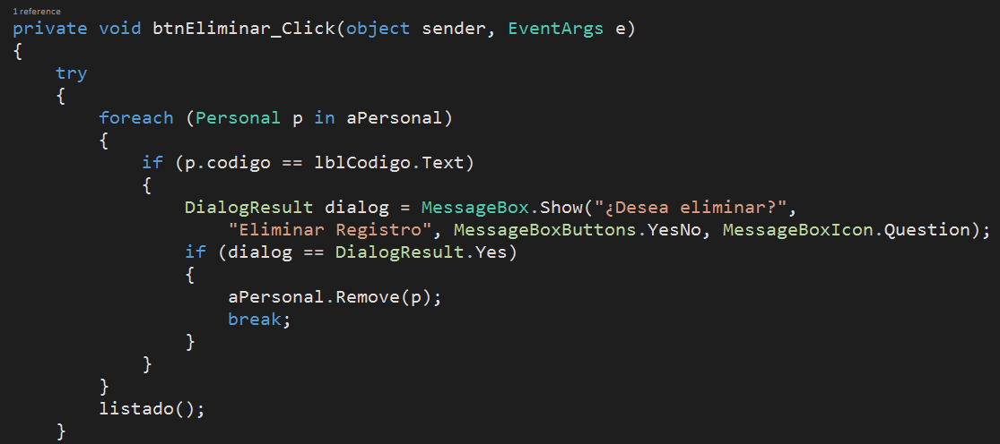 1 reference
private void btnEliminar_Click(object sender, EventArgs e)
{
    try
    {
        foreach (Personal p in aPersonal)
        {
            if (p.codigo == lblCodigo.Text)
            {
                DialogResult dialog = MessageBox.Show("¿Desea eliminar?",
                    "Eliminar Registro", MessageBoxButtons.YesNo, MessageBoxIcon.Question);
                if (dialog == DialogResult.Yes)
                {
                    aPersonal.Remove(p);
                    break;
                }
            }
        }
        listado();
    }